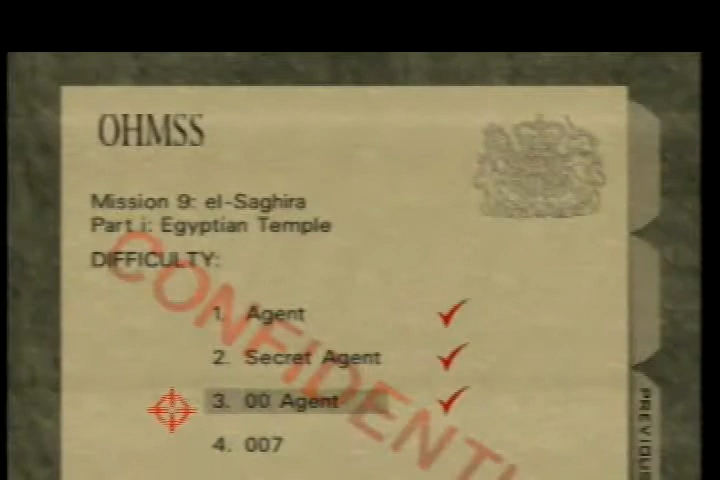 OHMSS
Mission 9: el-Saghira
Part i: Egyptian Temple
DIFFICULTY:
1. Agent
2. Secret Agent
3. 00 Agent
4. 007
CONFIDENTI
PREVIOUS